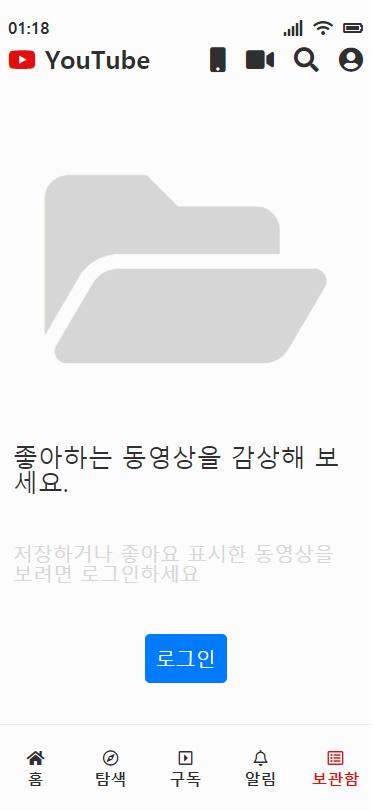 01:18
YouTube
좋아하는 동영상을 감상해 보
세요.
저장하거나 좋아요 표시한 동영상을
보려면 로그인하세요
로그인
홈 탐색 구독 알림 보관함